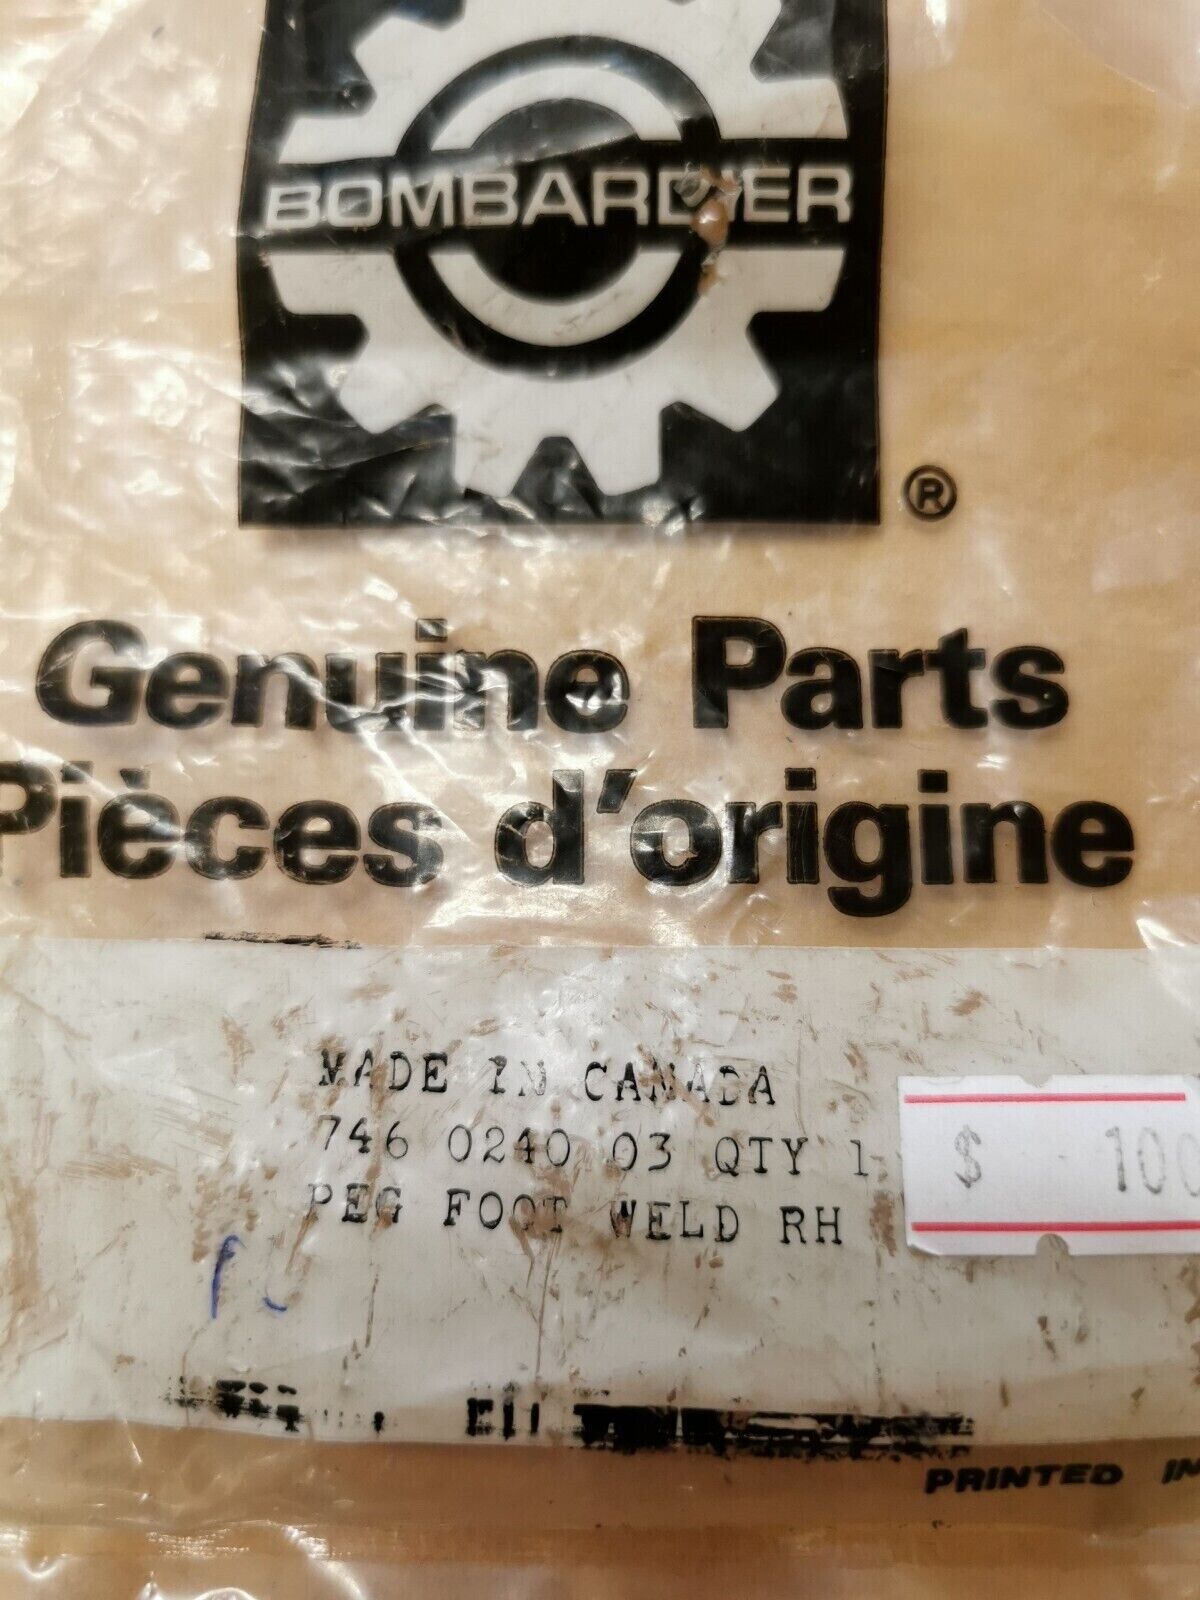 BOMBARDIER
®
Genuine Parts
Pièces d'origine
MADE IN CANADA
746 0240 03 QTY 1
PEG FOOT WELD RH
$ 100
PRINTED IN